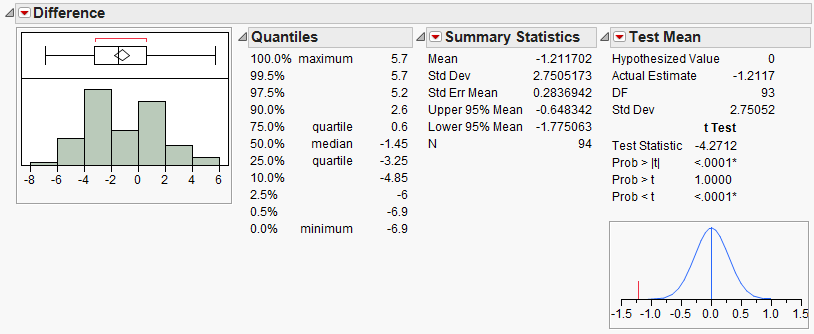 Difference
-8 -6 -4 -2 0 2 4 6
Quantiles
100.0% maximum 5.7
99.5% 5.7
97.5% 5.2
90.0% 2.6
75.0% quartile 0.6
50.0% median -1.45
25.0% quartile -3.25
10.0% -4.85
2.5% -6
0.5% -6.9
0.0% minimum -6.9
Summary Statistics
Mean -1.211702
Std Dev 2.7505173
Std Err Mean 0.2836942
Upper 95% Mean -0.648342
Lower 95% Mean -1.775063
N 94
Test Mean
Hypothesized Value 0
Actual Estimate -1.2117
DF 93
Std Dev 2.75052
t Test
Test Statistic -4.2712
Prob > |t| <.0001*
Prob > t 1.0000
Prob < t <.0001*
-1.5 -1.0 -0.5 0.0 0.5 1.0 1.5